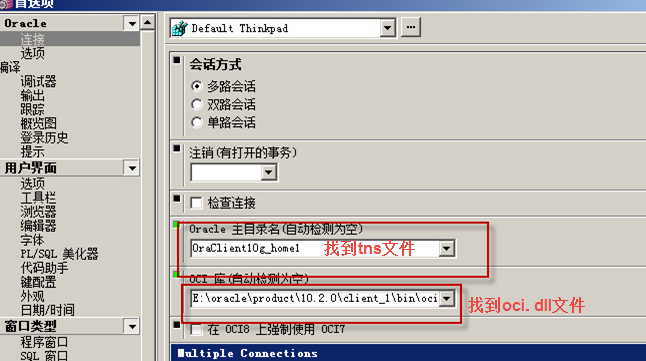 首选项
Oracle
连接
选项
编译
调试器
输出
跟踪
概览图
登录历史
提示
用户界面
选项
工具栏
浏览器
编辑器
字体
PL/SQL 美化器
代码助手
键配置
外观
日期/时间
窗口类型
程序窗口
SQL 窗口
Default Thinkpad
...
会话方式
多路会话
双路会话
单路会话
注销(有打开的事务)
检查连接
Oracle 主目录名(自动检测为空)
OraClient10g_home1 找到tns文件
OCI 库(自动检测为空)
E:\oracle\product\10.2.0\client_1\bin\oci 找到oci.dll文件
在 OCI8 上强制使用 OCI7
Multiple Connections